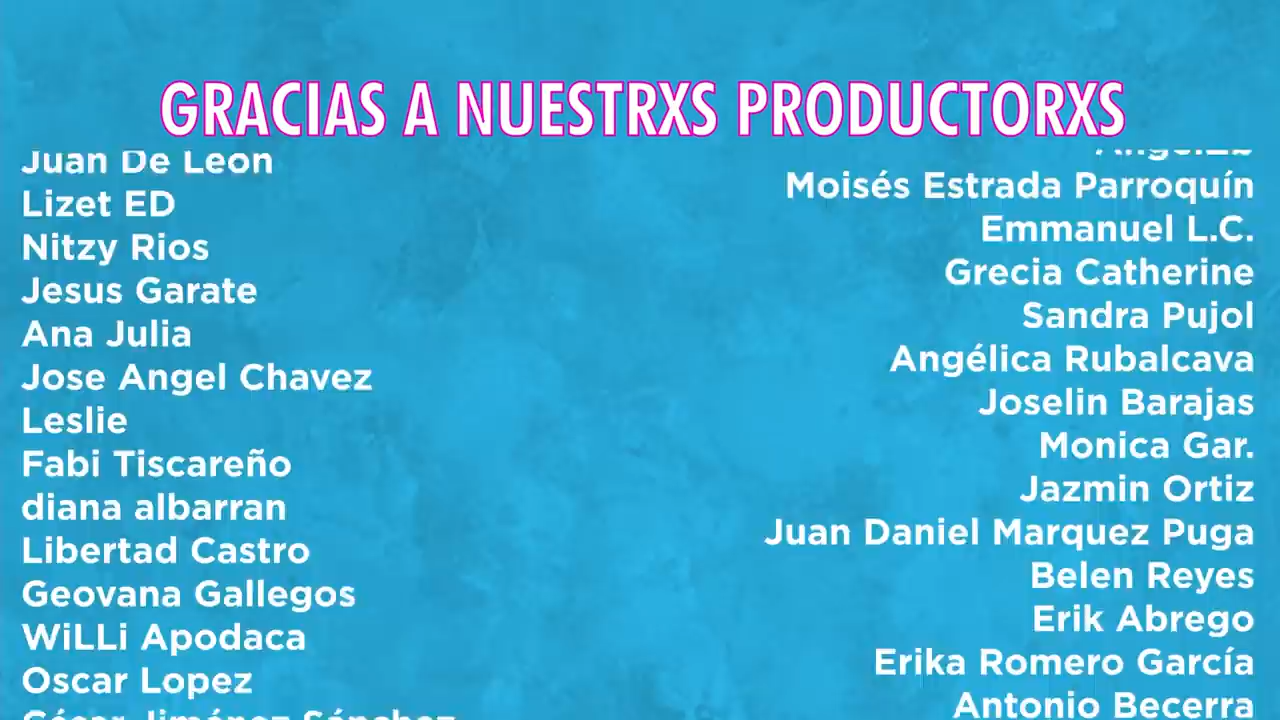 GRACIAS A NUESTRXS PRODUCTORXS
Juan De Leon
Lizet ED
Nitzy Rios
Jesus Garate
Ana Julia
Jose Angel Chavez
Leslie
Fabi Tiscareño
diana albarran
Libertad Castro
Geovana Gallegos
WiLLi Apodaca
Oscar Lopez
César Jiménez Sánchez
Moisés Estrada Parroquín
Emmanuel L.C.
Grecia Catherine
Sandra Pujol
Angélica Rubalcava
Joselin Barajas
Monica Gar.
Jazmin Ortiz
Juan Daniel Marquez Puga
Belen Reyes
Erik Abrego
Erika Romero García
Antonio Becerra